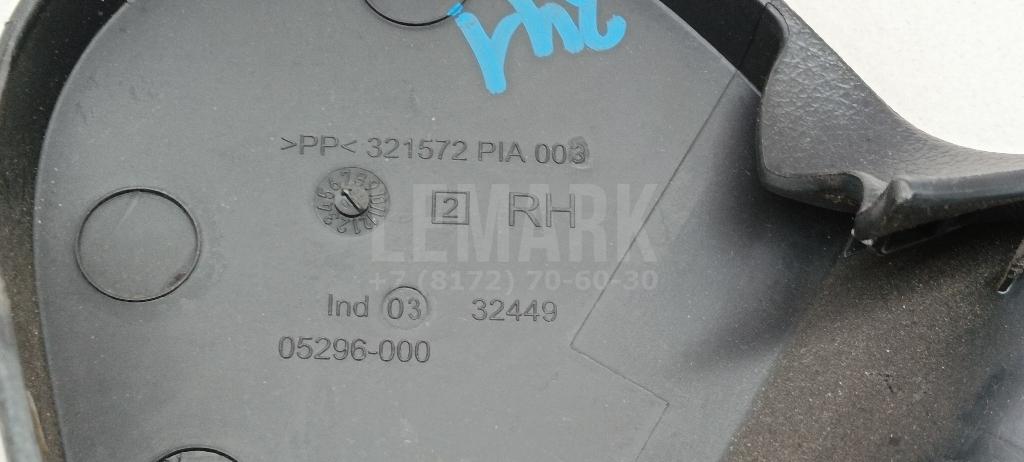 >PP< 321572 PIA 003
2 RH
LEMARK
+7 (8172) 70-60-30
Ind 03 32449
05296-000